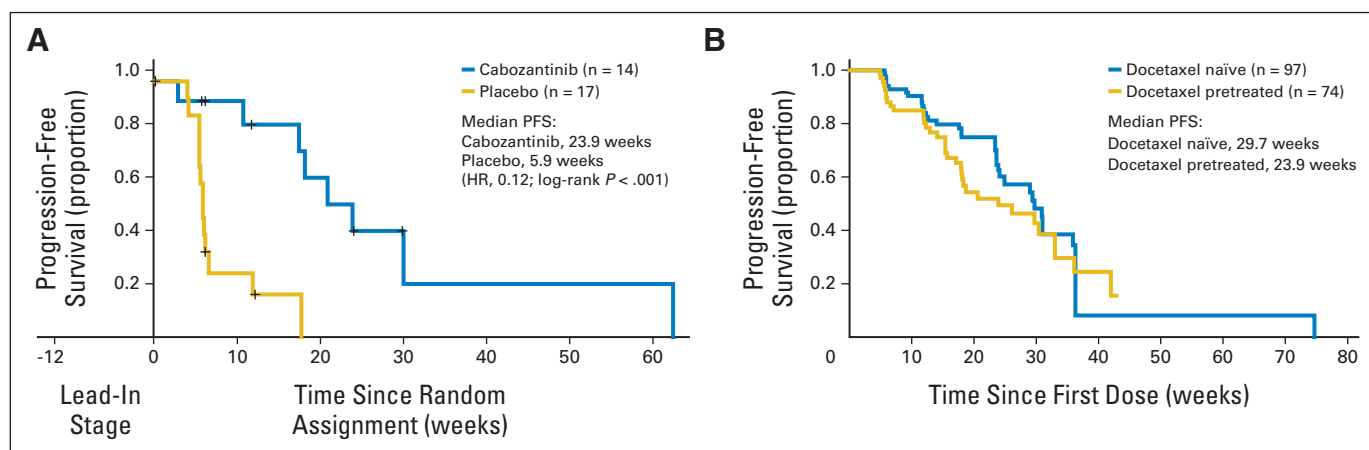 A
Progression-Free
Survival (proportion)
1.0
0.8
0.6
0.4
0.2
Cabozantinib (n = 14)
Placebo (n = 17)
Median PFS:
Cabozantinib, 23.9 weeks
Placebo, 5.9 weeks
(HR, 0.12; log-rank P < .001)
-12 0 10 20 30 40 50 60
Lead-In
Stage
Time Since Random
Assignment (weeks)
B
Progression-Free
Survival (proportion)
1.0
0.8
0.6
0.4
0.2
Docetaxel naïve (n = 97)
Docetaxel pretreated (n = 74)
Median PFS:
Docetaxel naïve, 29.7 weeks
Docetaxel pretreated, 23.9 weeks
0 10 20 30 40 50 60 70 80
Time Since First Dose (weeks)